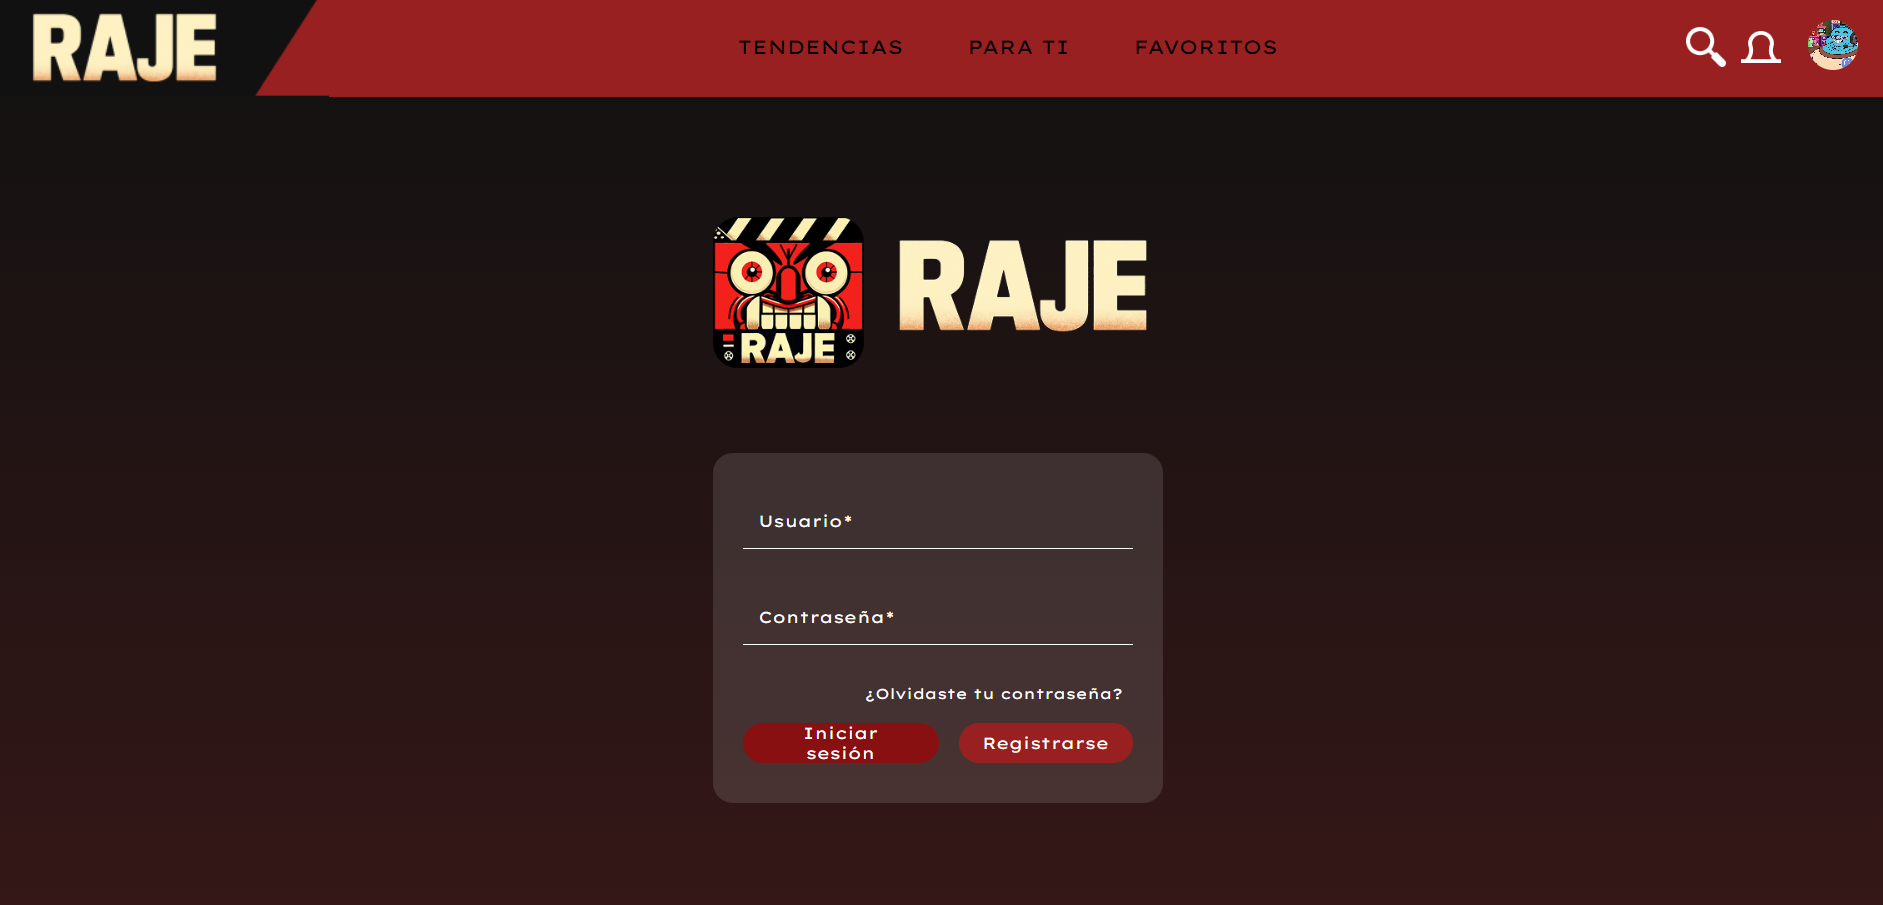 RAJE
TENDENCIAS PARA TI FAVORITOS
RAJE
RAJE
Usuario*
Contraseña*
¿Olvidaste tu contraseña?
Iniciar
sesión
Registrarse